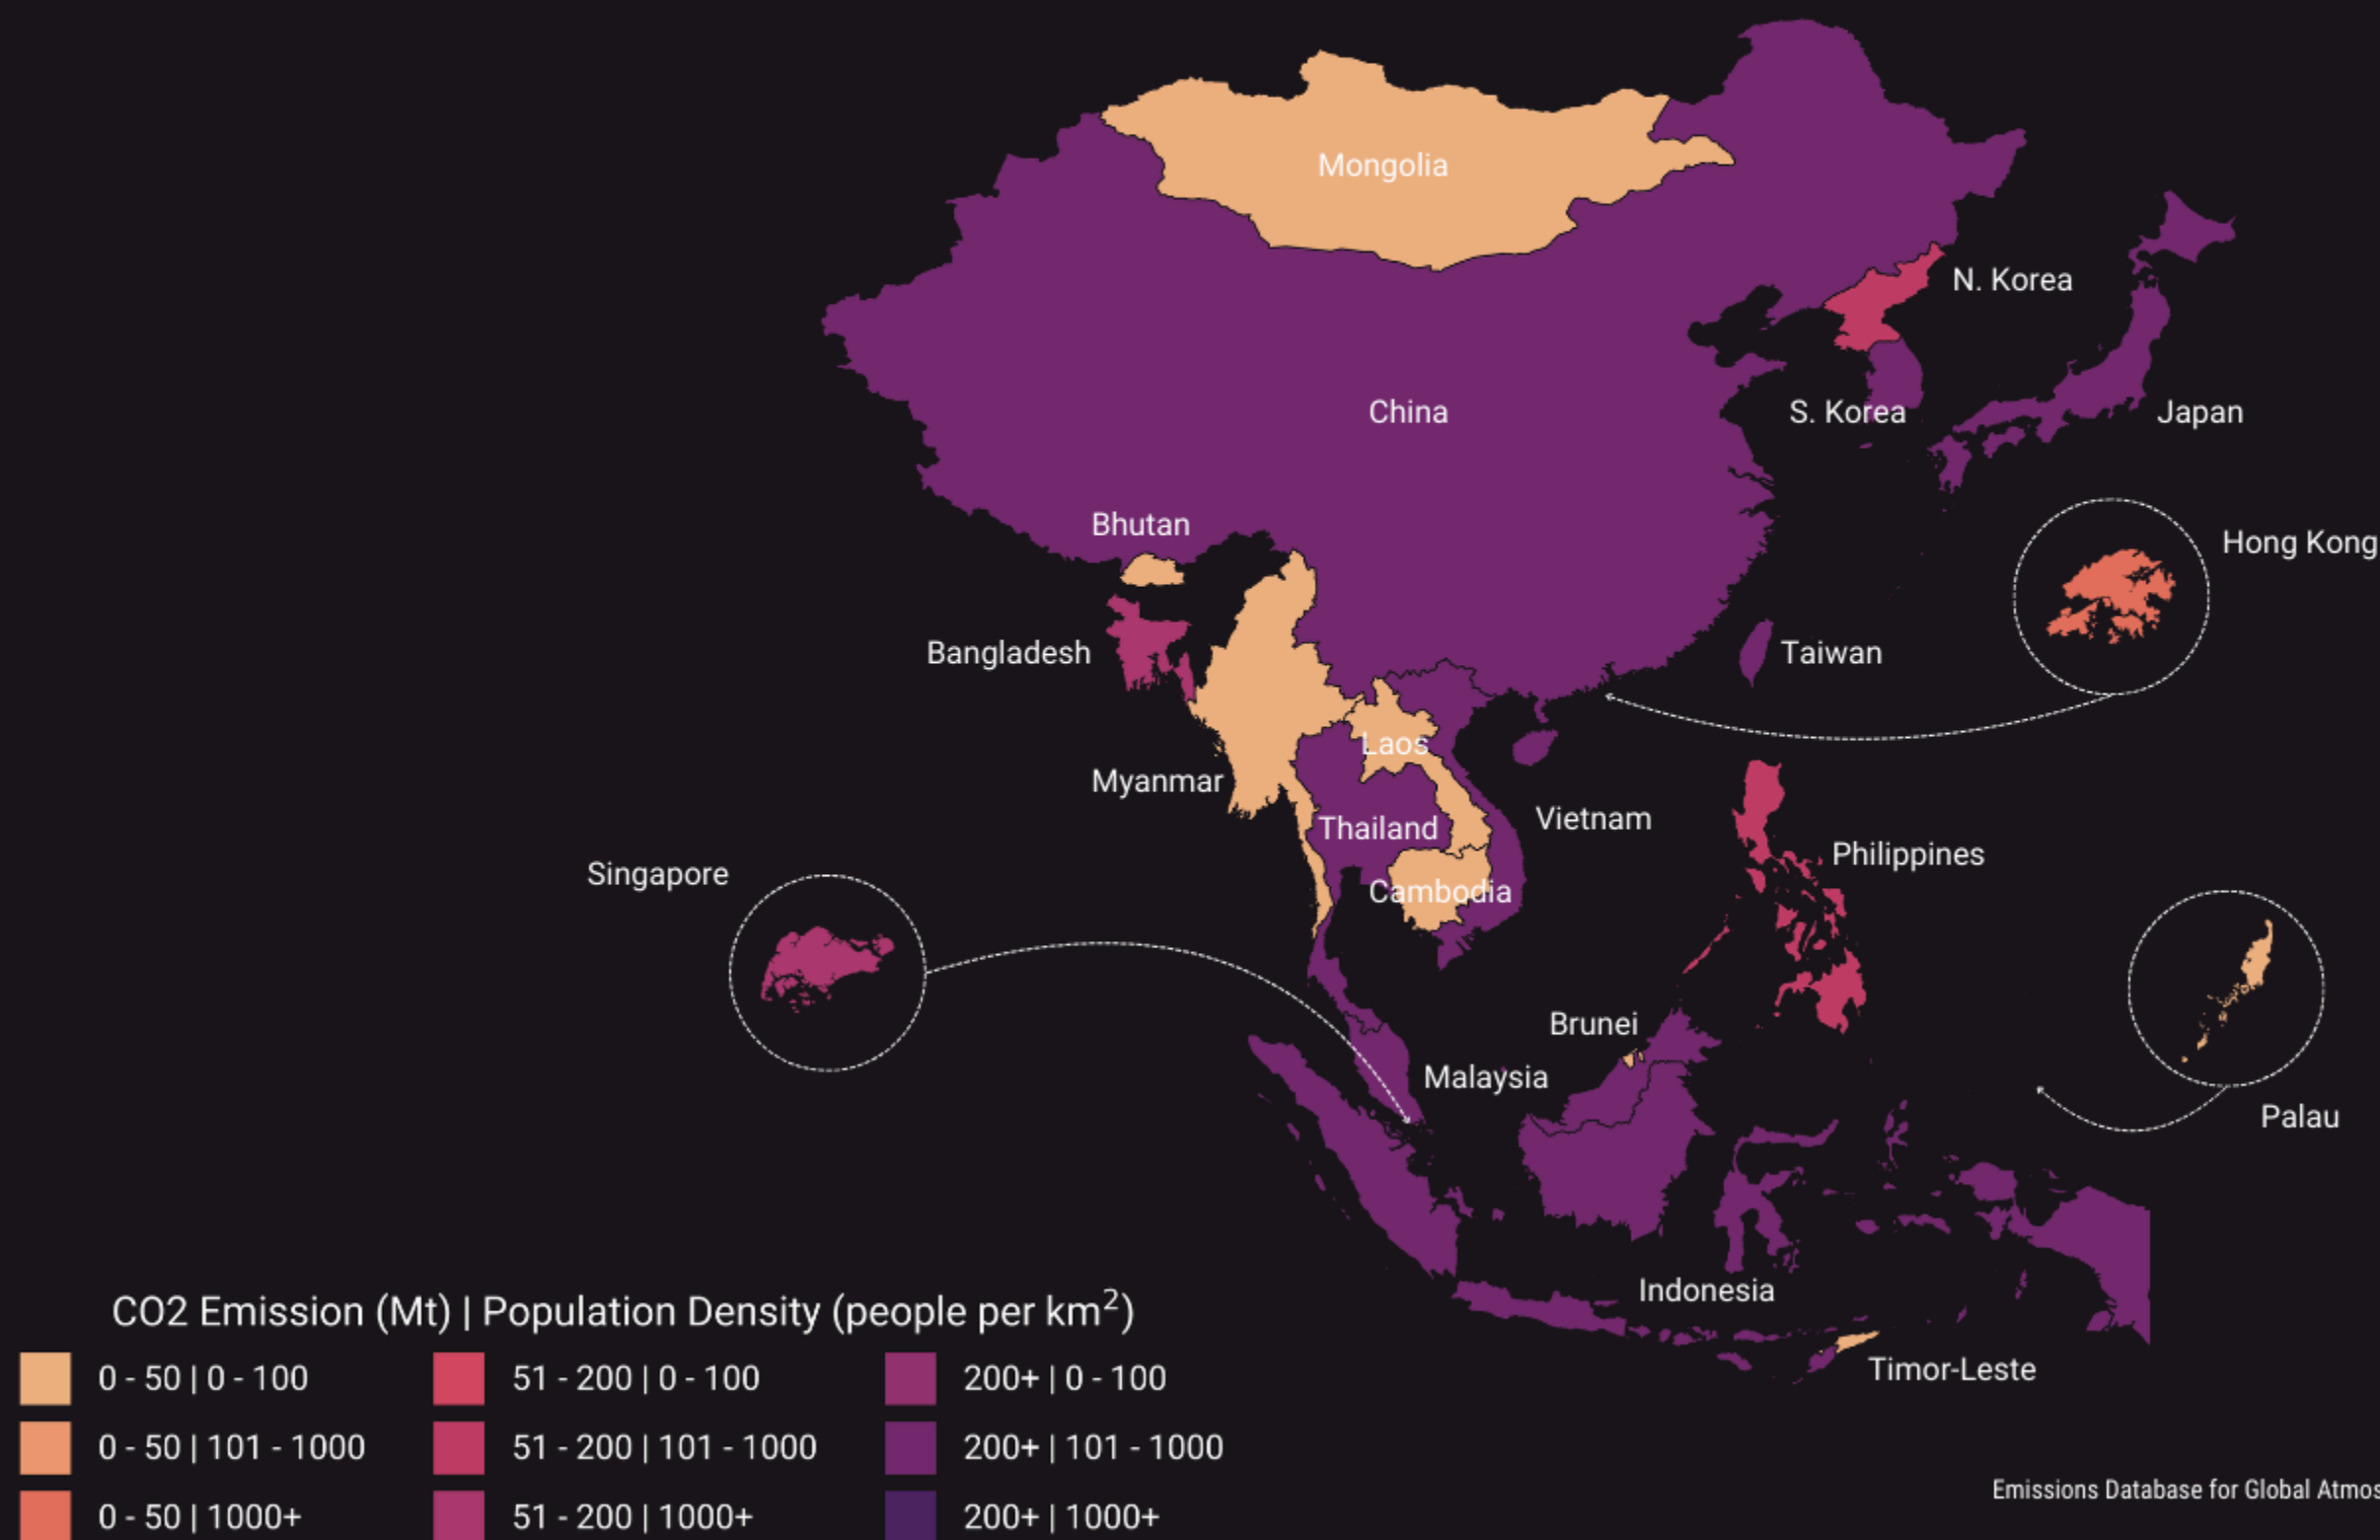 Mongolia
N. Korea
China
S. Korea
Japan
Bhutan
Hong Kong
Bangladesh
Taiwan
Laos
Myanmar
Vietnam
Thailand
Philippines
Singapore
Cambodia
Brunei
Malaysia
Palau
Indonesia
Timor-Leste
CO2 Emission (Mt) | Population Density (people per km²)
0 - 50 | 0 - 100
51 - 200 | 0 - 100
200+ | 0 - 100
0 - 50 | 101 - 1000
51 - 200 | 101 - 1000
200+ | 101 - 1000
0 - 50 | 1000+
51 - 200 | 1000+
200+ | 1000+
Emissions Database for Global Atmos